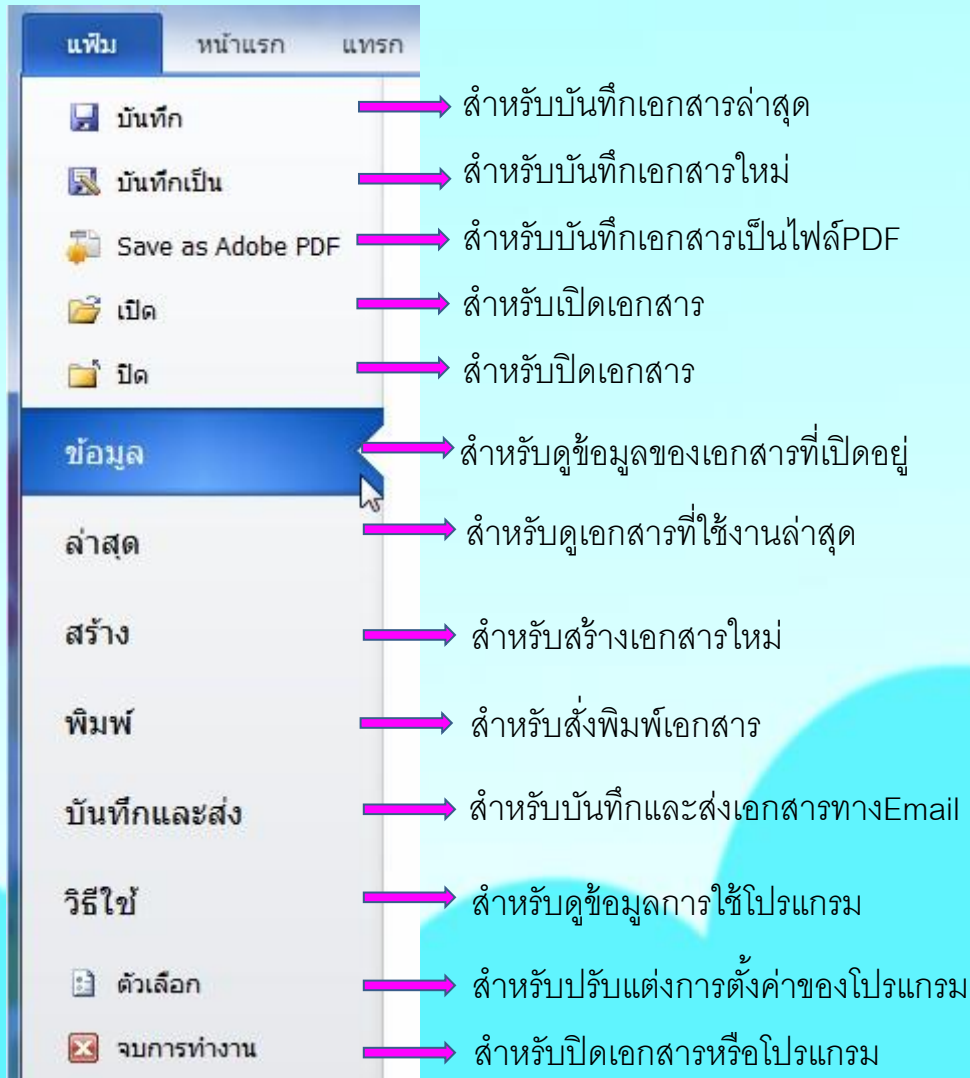 แฟ้ม หน้าแรก แทรก
บันทึก สำหรับบันทึกเอกสารล่าสุด
บันทึกเป็น สำหรับบันทึกเอกสารใหม่
Save as Adobe PDF สำหรับบันทึกเอกสารเป็นไฟล์PDF
เปิด สำหรับเปิดเอกสาร
ปิด สำหรับปิดเอกสาร
ข้อมูล สำหรับดูข้อมูลของเอกสารที่เปิดอยู่
ล่าสุด สำหรับดูเอกสารที่ใช้งานล่าสุด
สร้าง สำหรับสร้างเอกสารใหม่
พิมพ์ สำหรับสั่งพิมพ์เอกสาร
บันทึกและส่ง สำหรับบันทึกและส่งเอกสารทางEmail
วิธีใช้ สำหรับดูข้อมูลการใช้โปรแกรม
ตัวเลือก สำหรับปรับแต่งการตั้งค่าของโปรแกรม
จบการทำงาน สำหรับปิดเอกสารหรือโปรแกรม